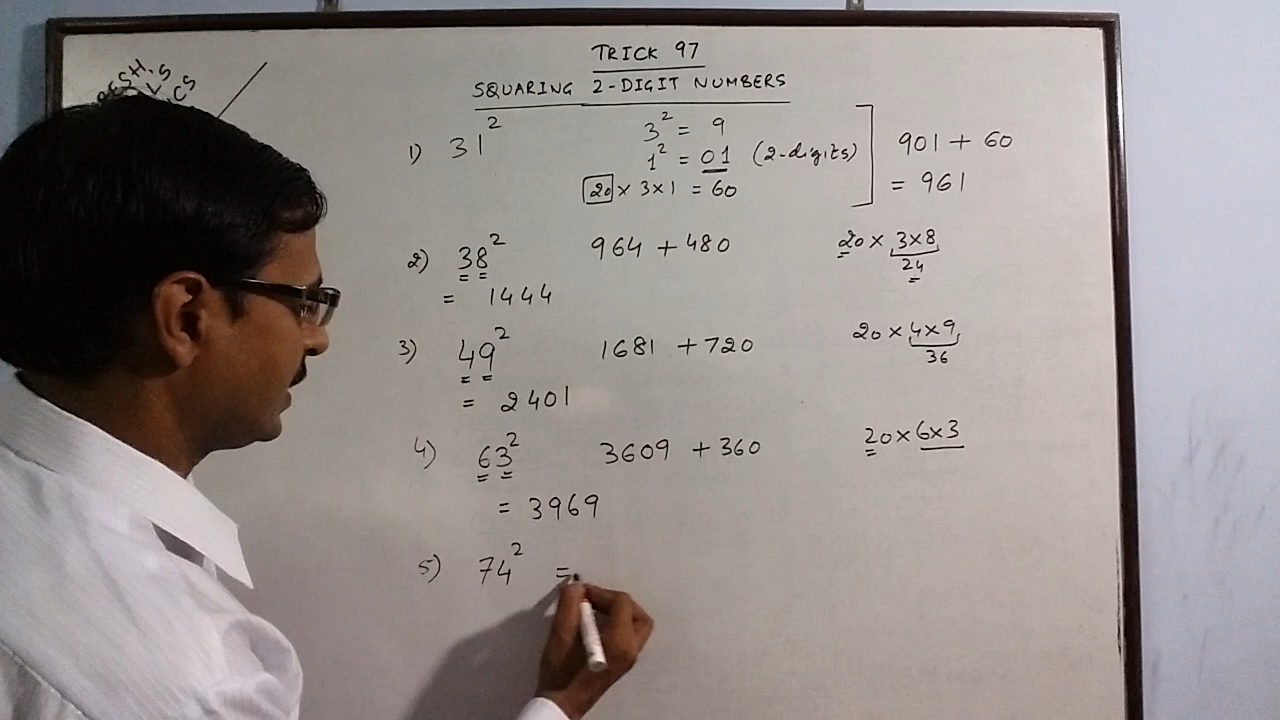 TRICK 97
SQUARING 2-DIGIT NUMBERS
1) 31² 3² = 9
1² = 01 (2-digits)
20 × 3×1 = 60
901 + 60
= 961
2) 38² 964 + 480 20 × 3×8
24
= 1444
3) 49² 1681 + 720 20 × 4×9
36
= 2401
4) 63² 3609 + 360 20 × 6×3
= 3969
5) 74² =